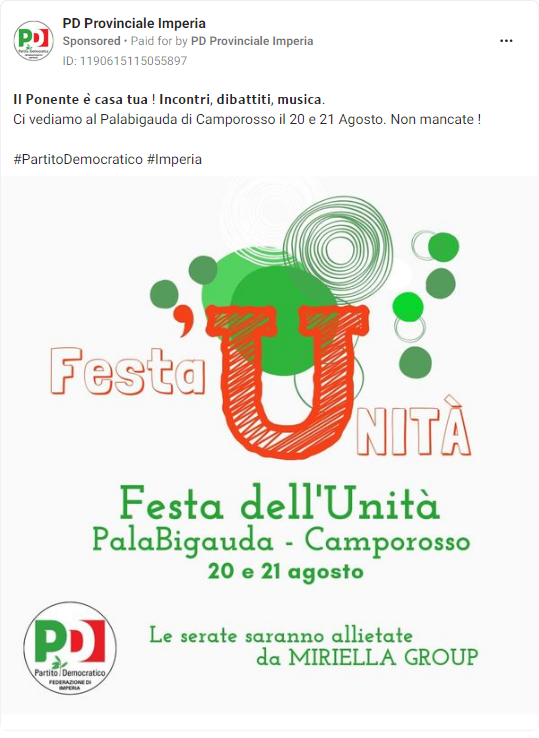 PD Provinciale Imperia
Sponsored • Paid for by PD Provinciale Imperia
ID: 1190615115055897
Il Ponente è casa tua ! Incontri, dibattiti, musica.
Ci vediamo al Palabigauda di Camporosso il 20 e 21 Agosto. Non mancate !
#PartitoDemocratico #Imperia
Festa'
UNITÀ
Festa dell'Unità
PalaBigauda - Camporosso
20 e 21 agosto
PD
Partito Democratico
FEDERAZIONE DI
IMPERIA
Le serate saranno allietate
da MIRIELLA GROUP